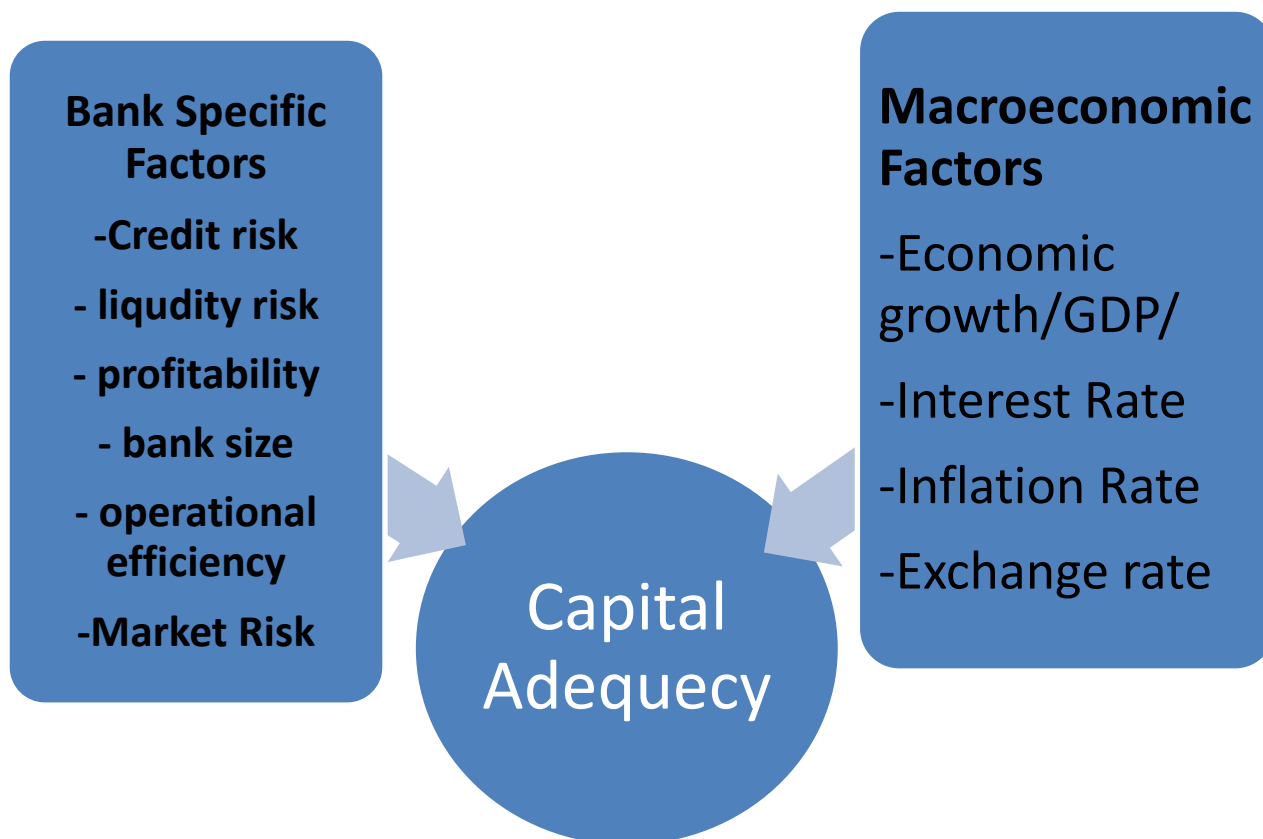 Bank Specific
Factors
-Credit risk
- liqudity risk
- profitability
- bank size
- operational
efficiency
-Market Risk
Macroeconomic
Factors
-Economic
growth/GDP/
-Interest Rate
-Inflation Rate
-Exchange rate
Capital
Adequecy